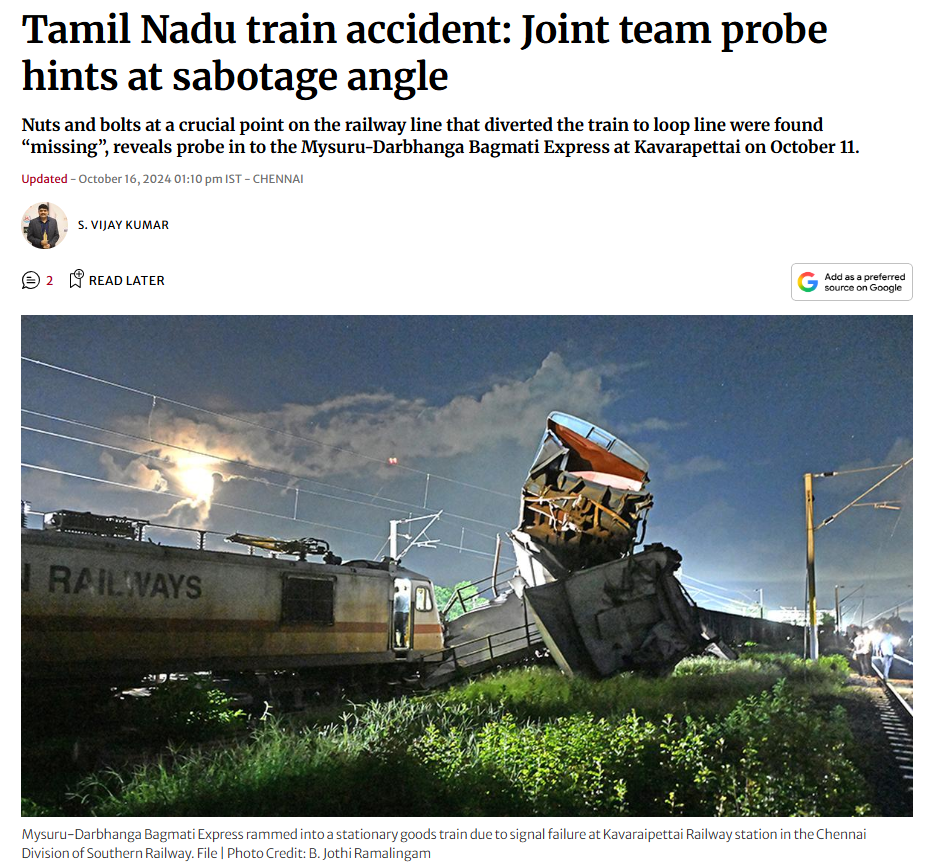 Tamil Nadu train accident: Joint team probe
hints at sabotage angle
Nuts and bolts at a crucial point on the railway line that diverted the train to loop line were found
“missing”, reveals probe in to the Mysuru-Darbhanga Bagmati Express at Kavarapettai on October 11.
Updated - October 16, 2024 01:10 pm IST - CHENNAI
S. VIJAY KUMAR
2 READ LATER
Add as a preferred
source on Google
RAILWAYS
Mysuru-Darbhanga Bagmati Express rammed into a stationary goods train due to signal failure at Kavaraipettai Railway station in the Chennai
Division of Southern Railway. File | Photo Credit: B. Jothi Ramalingam